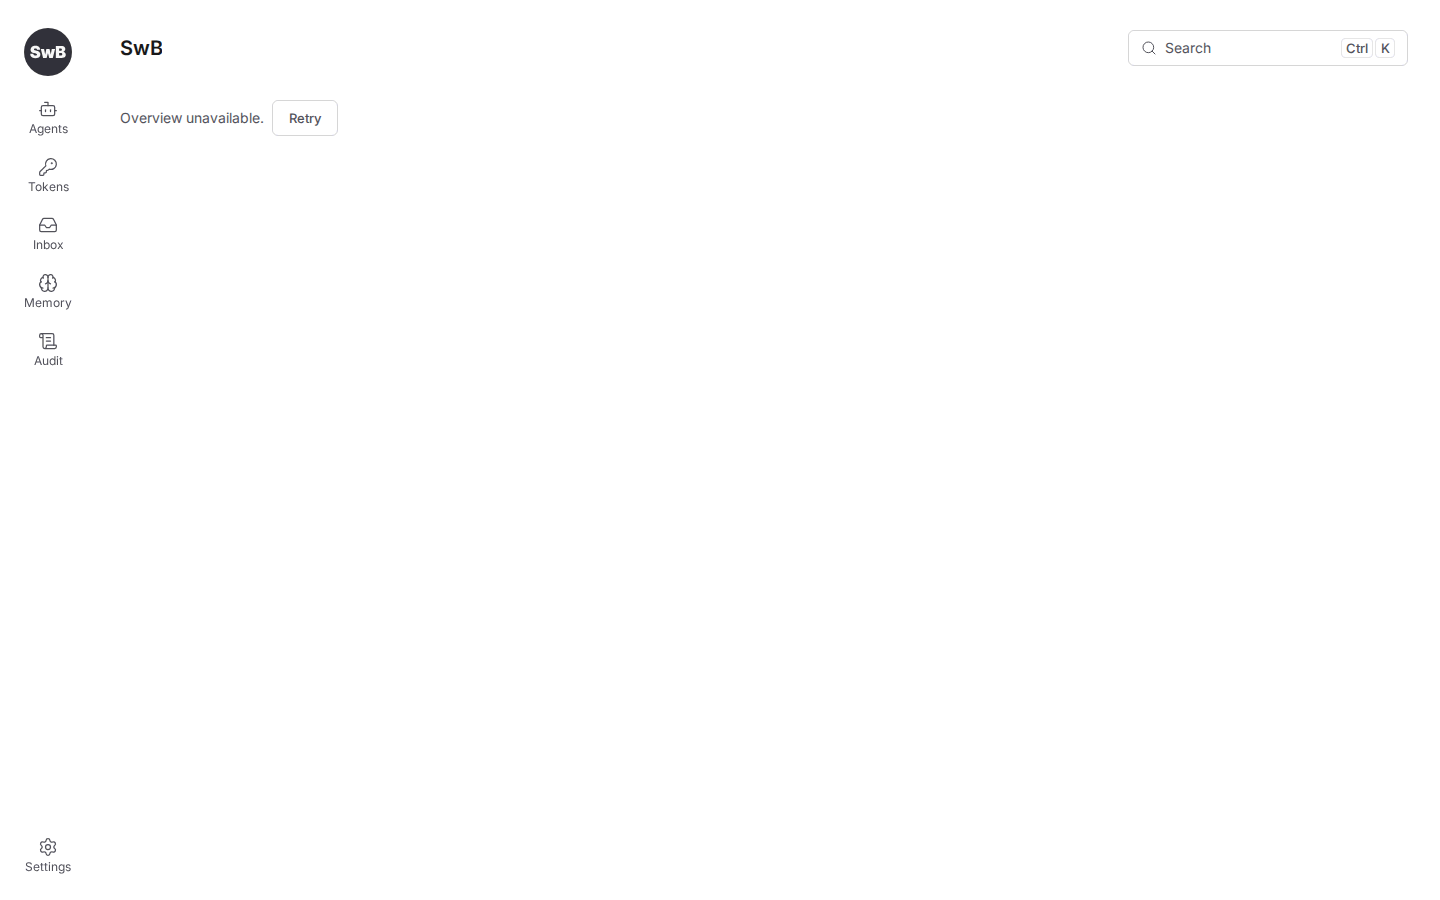 SwB
SwB
Search
Ctrl K
Agents
Overview unavailable.
Retry
Tokens
Inbox
Memory
Audit
Settings